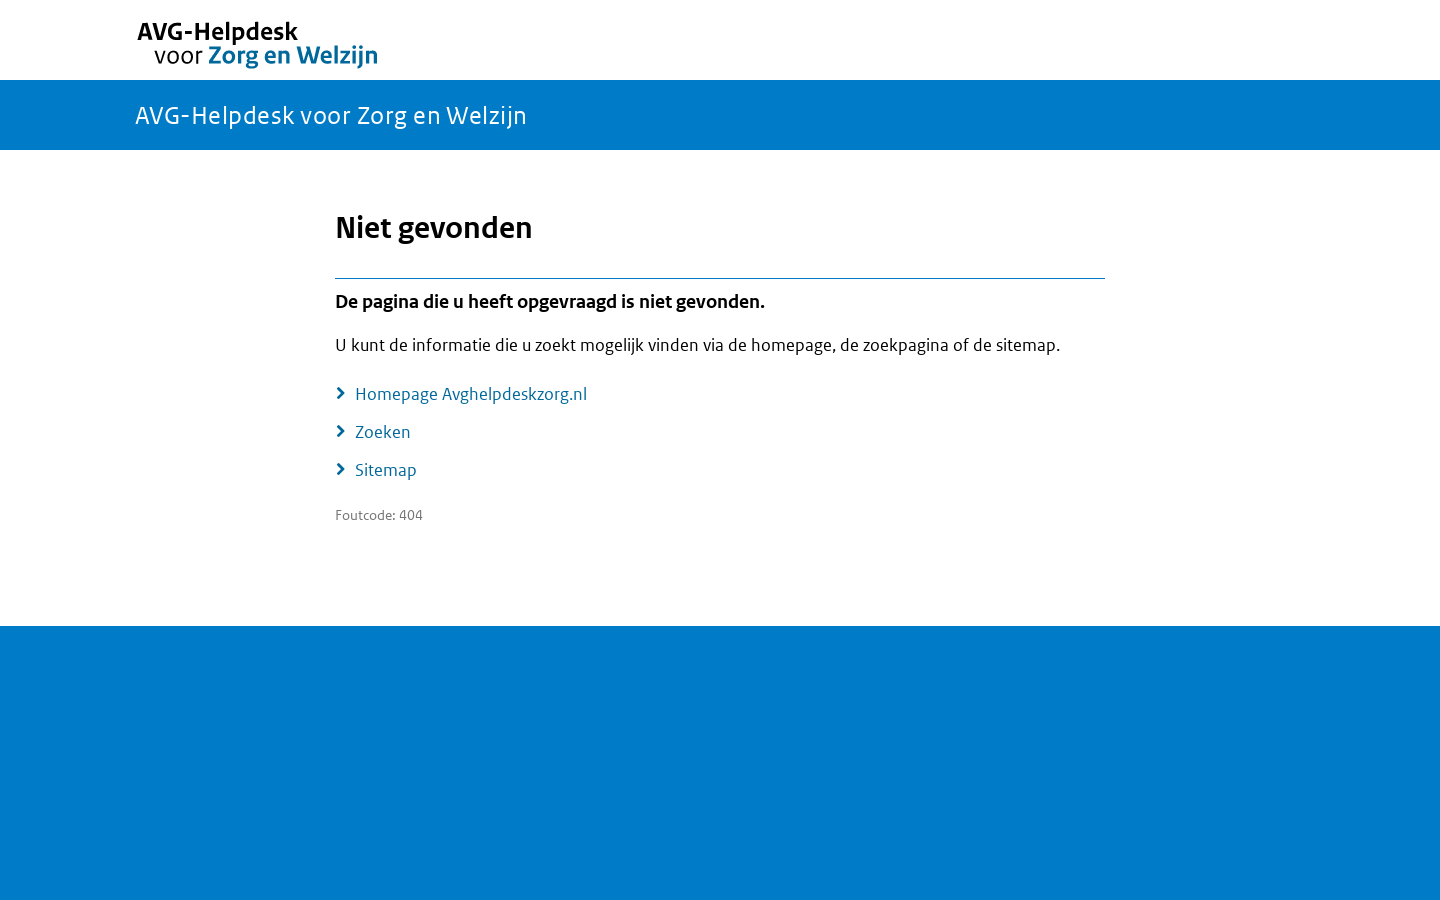 AVG-Helpdesk
voor Zorg en Welzijn
AVG-Helpdesk voor Zorg en Welzijn
Niet gevonden
De pagina die u heeft opgevraagd is niet gevonden.
U kunt de informatie die u zoekt mogelijk vinden via de homepage, de zoekpagina of de sitemap.
Homepage Avghelpdeskzorg.nl
Zoeken
Sitemap
Foutcode: 404